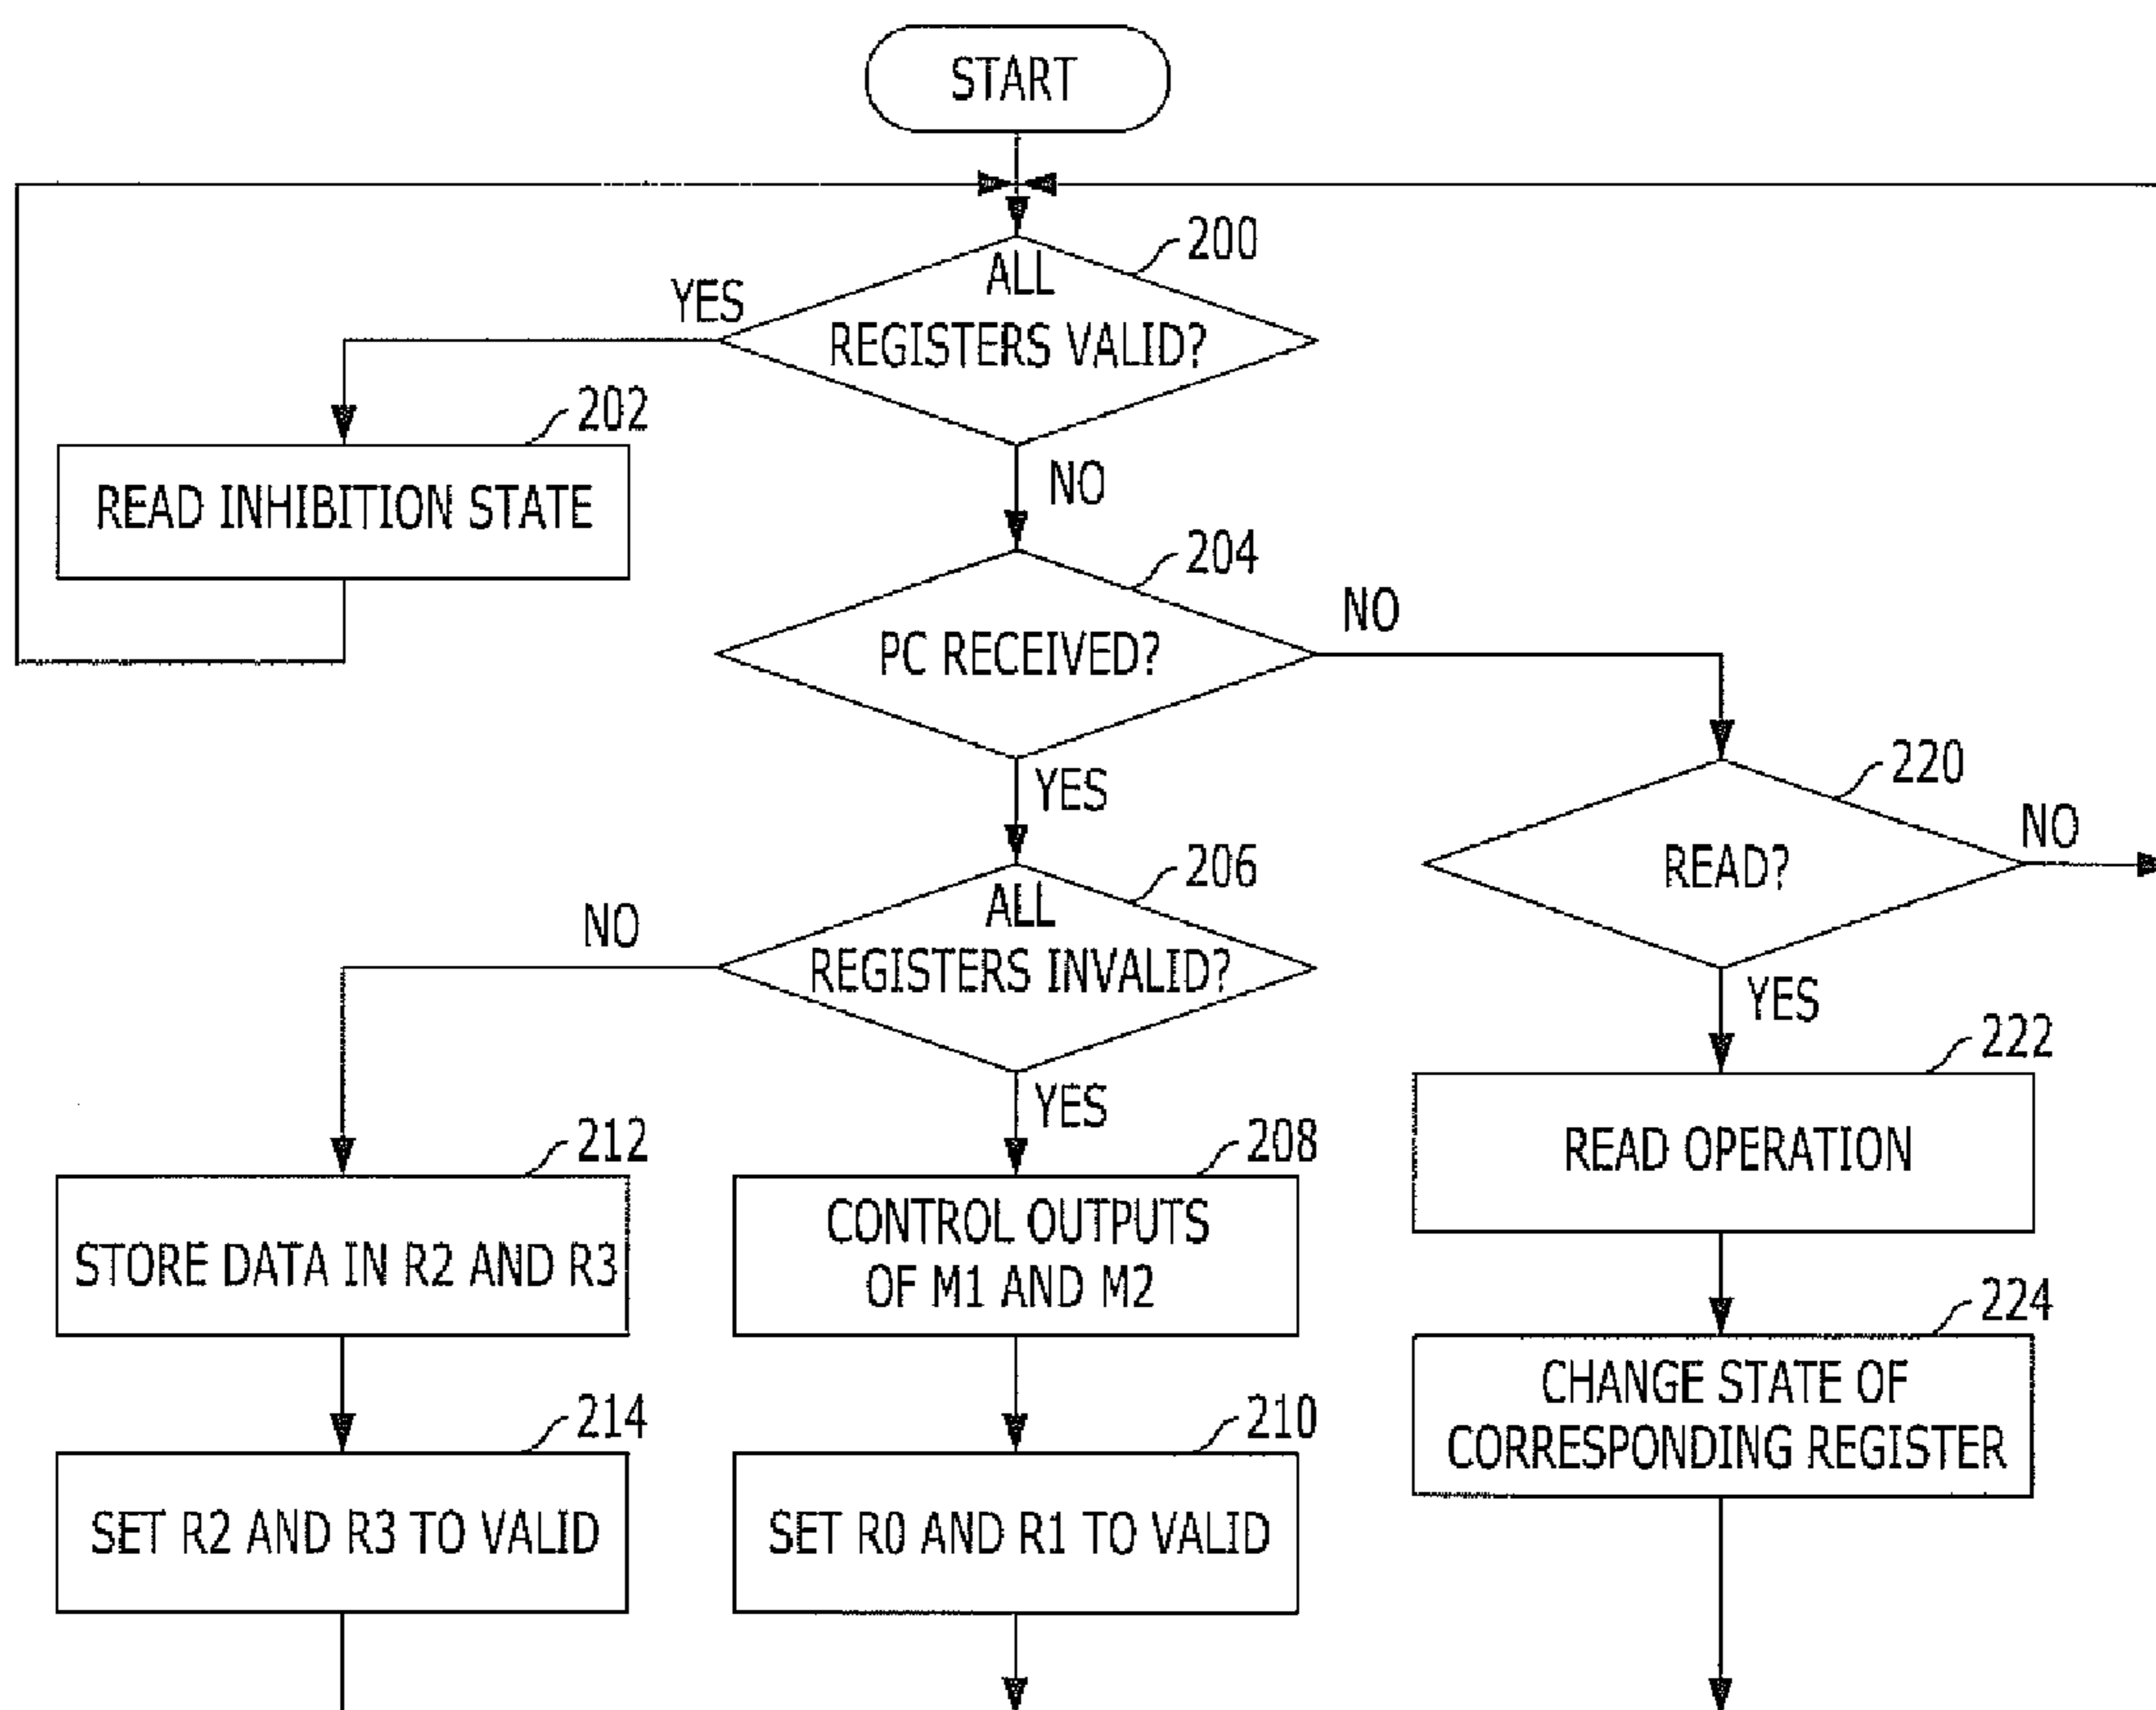 START
200
ALL
REGISTERS VALID?
YES
202
READ INHIBITION STATE
NO
204
PC RECEIVED?
NO
YES
220
READ?
NO
206
ALL
REGISTERS INVALID?
NO
YES
YES
222
READ OPERATION
212
STORE DATA IN R2 AND R3
208
CONTROL OUTPUTS
OF M1 AND M2
224
CHANGE STATE OF
CORRESPONDING REGISTER
214
SET R2 AND R3 TO VALID
210
SET R0 AND R1 TO VALID